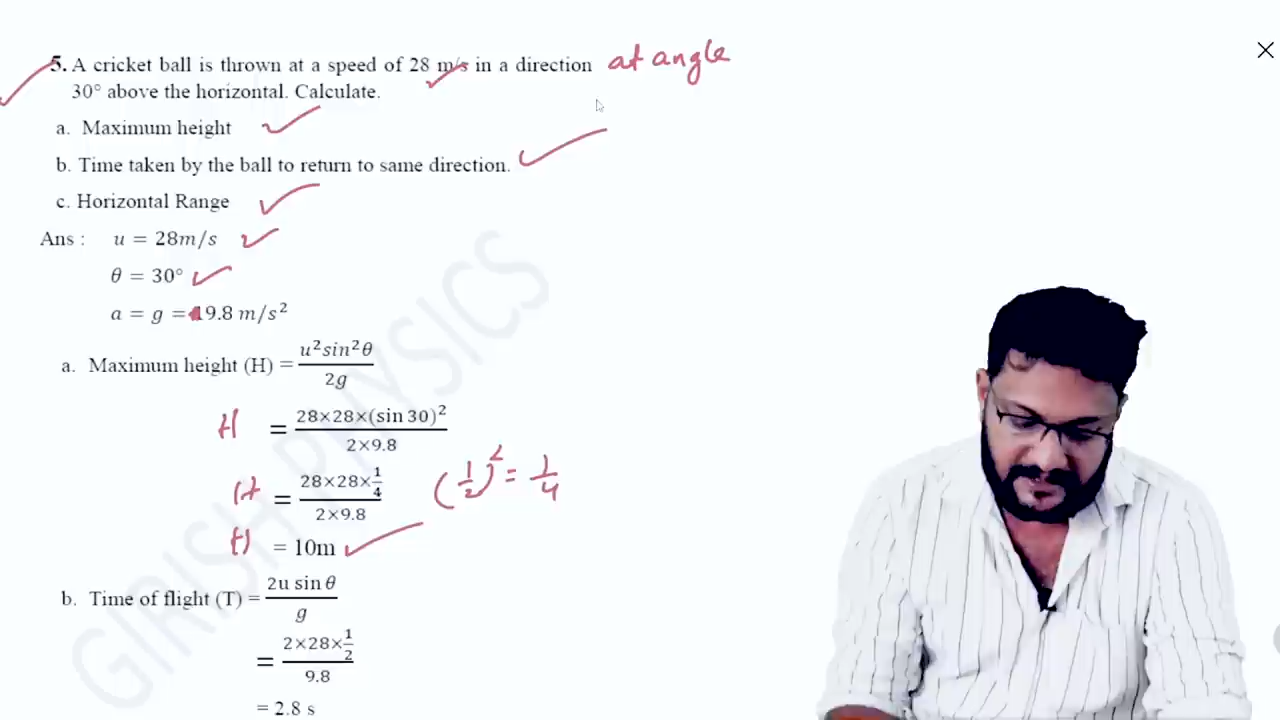 5. A cricket ball is thrown at a speed of 28 m/s in a direction at angle
30° above the horizontal. Calculate.
a. Maximum height
b. Time taken by the ball to return to same direction.
c. Horizontal Range
Ans : u = 28m/s
θ = 30°
a = g = 9.8 m/s²
a. Maximum height (H) = u²sin²θ / 2g
H = 28×28×(sin 30)² / 2×9.8
H = 28×28×1/4 / 2×9.8 (1/2)² = 1/4
H = 10m
b. Time of flight (T) = 2u sin θ / g
= 2×28×1/2 / 9.8
= 2.8 s
GIRISH PHYSICS